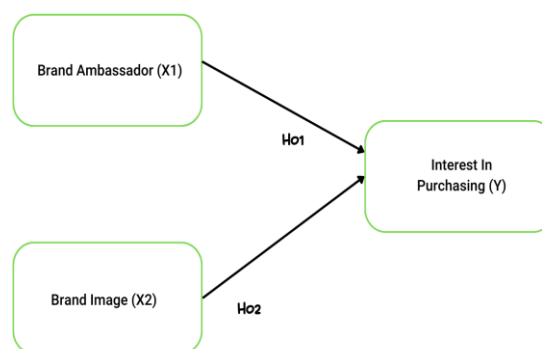 Brand Ambassador (X1)
Ho1
Interest In
Purchasing (Y)
Brand Image (X2)
Ho2